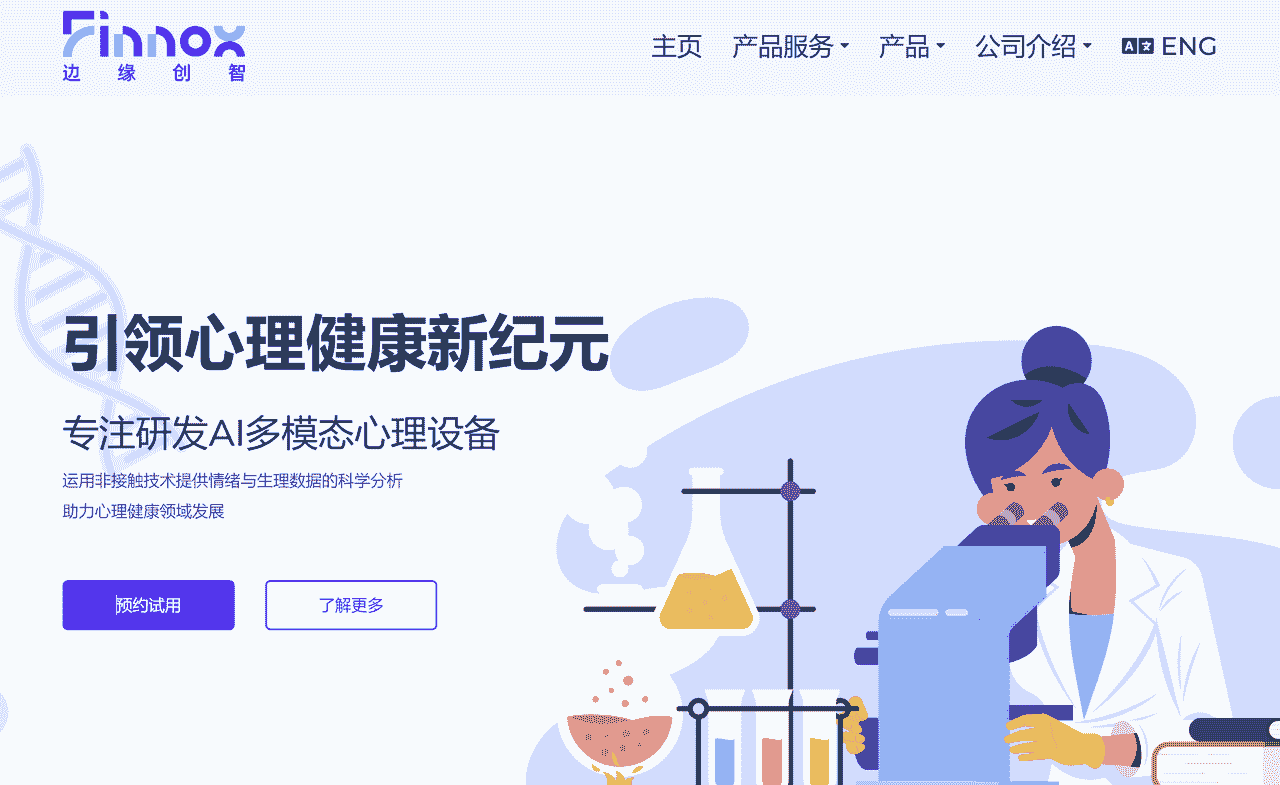 Finnox
边缘创智
主页 产品服务 产品 公司介绍 A文 ENG
引领心理健康新纪元
专注研发AI多模态心理设备
运用非接触技术提供情绪与生理数据的科学分析
助力心理健康领域发展
预约试用 了解更多